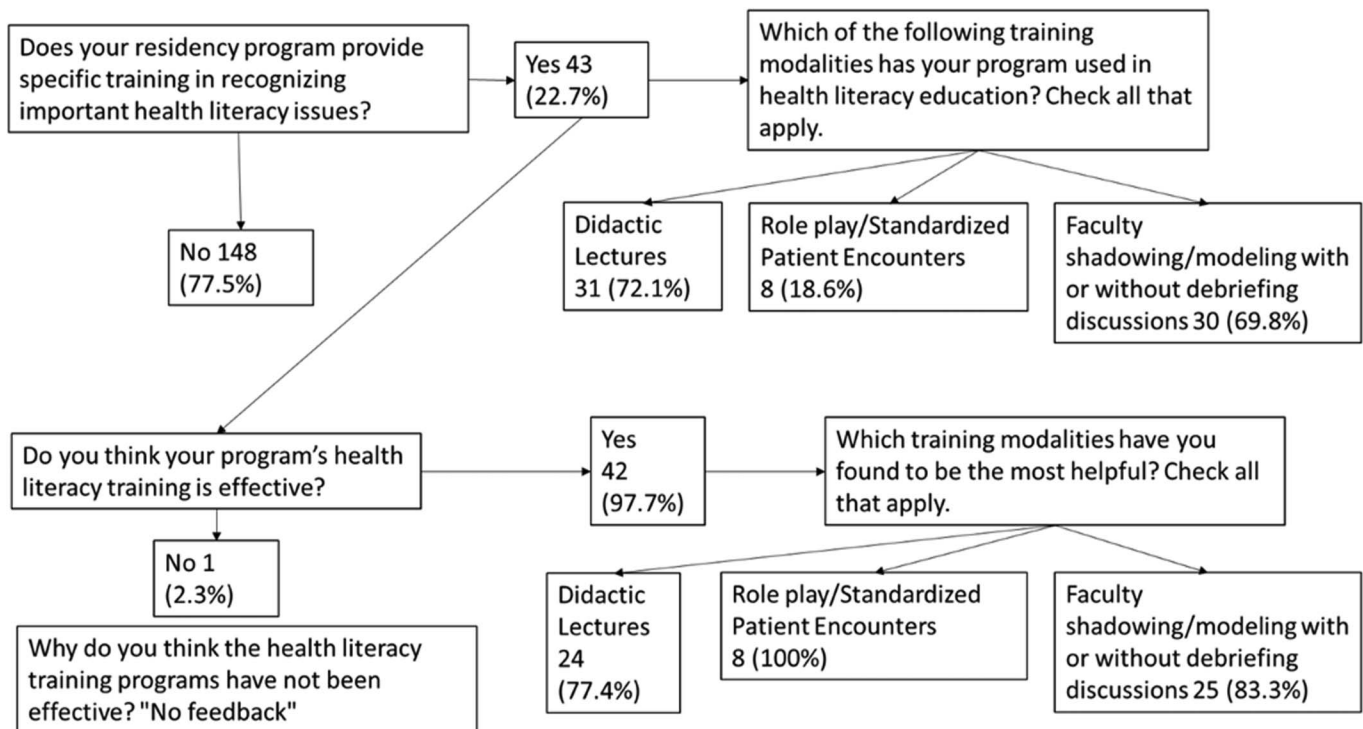 Does your residency program provide
specific training in recognizing
important health literacy issues?
Yes 43
(22.7%)
Which of the following training
modalities has your program used in
health literacy education? Check all that
apply.
No 148
(77.5%)
Didactic
Lectures
31 (72.1%)
Role play/Standardized
Patient Encounters
8 (18.6%)
Faculty
shadowing/modeling with
or without debriefing
discussions 30 (69.8%)
Do you think your program's health
literacy training is effective?
Yes
42
(97.7%)
Which training modalities have you
found to be the most helpful? Check all
that apply.
No 1
(2.3%)
Why do you think the health literacy
training programs have not been
effective? "No feedback"
Didactic
Lectures
24
(77.4%)
Role play/Standardized
Patient Encounters
8 (100%)
Faculty
shadowing/modeling with
or without debriefing
discussions 25 (83.3%)